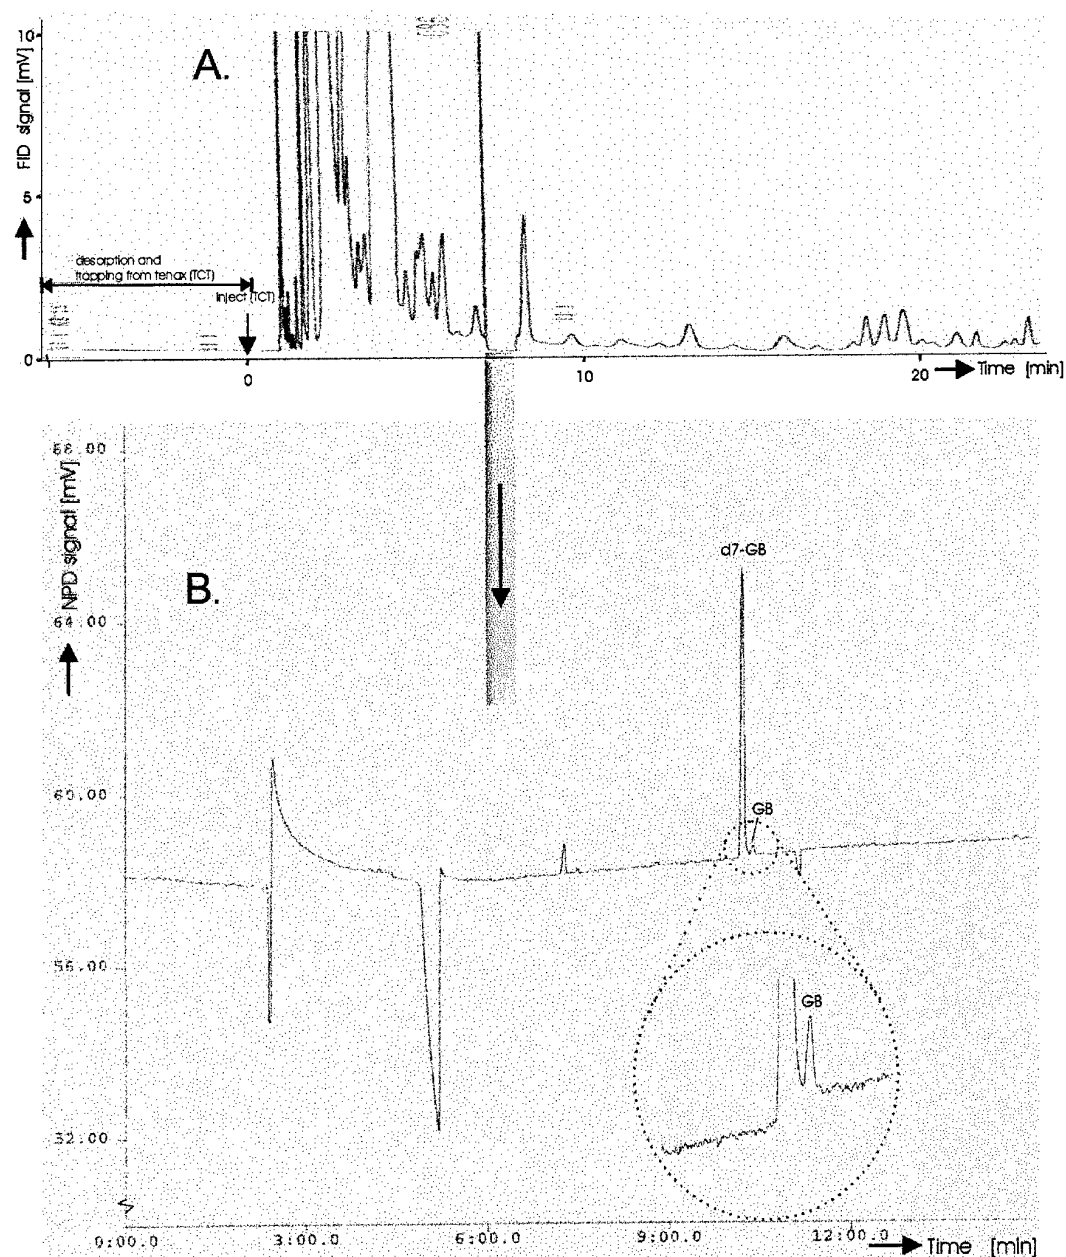 10
A.
FID signal [mV]
5
desorption and
trapping from tenax (TCT)
inject (TCT)
0
0
10
20
Time [min]
68.00
NPD signal [mV]
B.
d7-GB
64.00
GB
60.00
56.00
GB
52.00
0:00.0
3:00.0
6:00.0
9:00.0
12:00.0
Time [min]